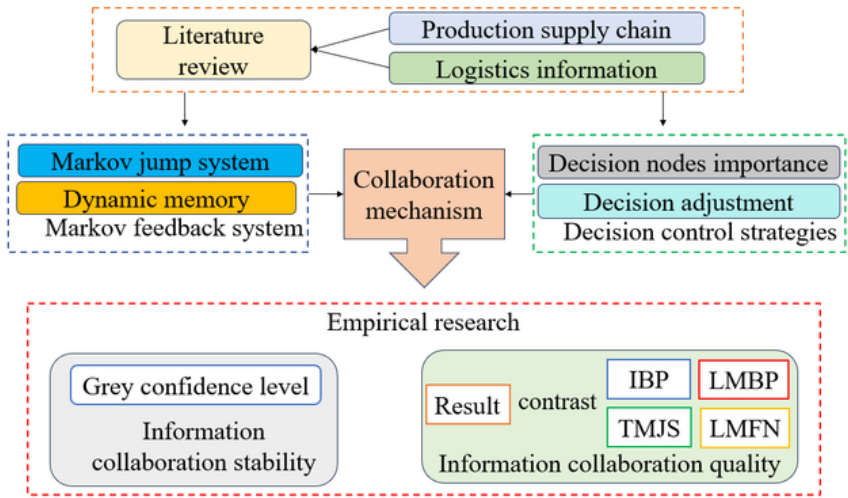 Literature
review
Production supply chain
Logistics information
Markov jump system
Dynamic memory
Markov feedback system
Collaboration
mechanism
Decision nodes importance
Decision adjustment
Decision control strategies
Empirical research
Grey confidence level
Information
collaboration stability
Result
contrast
IBP
LMBP
TMJS
LMFN
Information collaboration quality